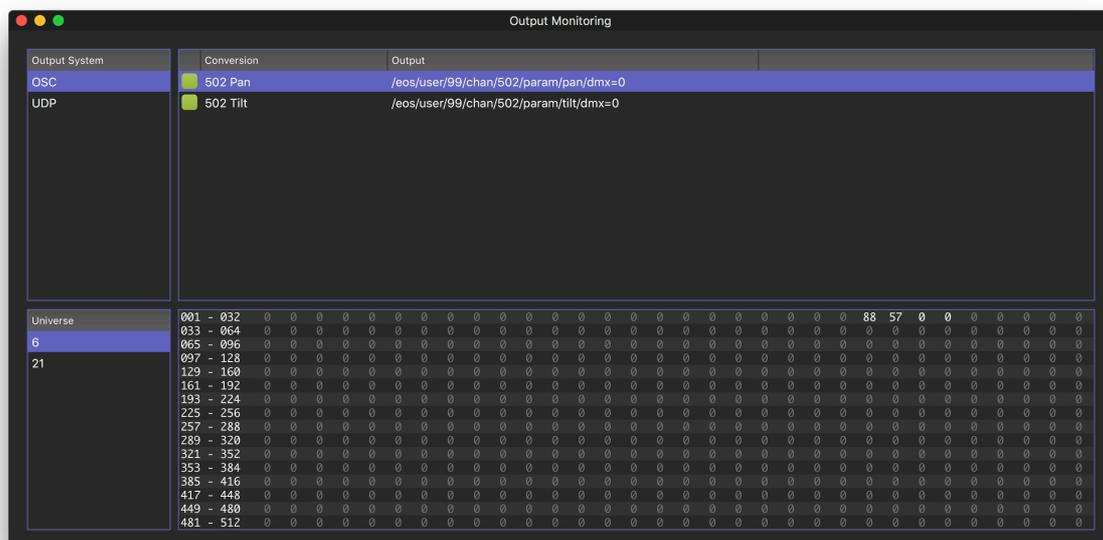 Output Monitoring
Output System
OSC
UDP
Conversion Output
502 Pan /eos/user/99/chan/502/param/pan/dmx=0
502 Tilt /eos/user/99/chan/502/param/tilt/dmx=0
Universe
6
21
001 - 032 0 0 0 0 0 0 0 0 0 0 0 0 0 0 0 0 0 0 0 0 0 0 0 88 57 0 0 0 0 0 0 0
033 - 064 0 0 0 0 0 0 0 0 0 0 0 0 0 0 0 0 0 0 0 0 0 0 0 0 0 0 0 0 0 0 0 0
065 - 096 0 0 0 0 0 0 0 0 0 0 0 0 0 0 0 0 0 0 0 0 0 0 0 0 0 0 0 0 0 0 0 0
097 - 128 0 0 0 0 0 0 0 0 0 0 0 0 0 0 0 0 0 0 0 0 0 0 0 0 0 0 0 0 0 0 0 0
129 - 160 0 0 0 0 0 0 0 0 0 0 0 0 0 0 0 0 0 0 0 0 0 0 0 0 0 0 0 0 0 0 0 0
161 - 192 0 0 0 0 0 0 0 0 0 0 0 0 0 0 0 0 0 0 0 0 0 0 0 0 0 0 0 0 0 0 0 0
193 - 224 0 0 0 0 0 0 0 0 0 0 0 0 0 0 0 0 0 0 0 0 0 0 0 0 0 0 0 0 0 0 0 0
225 - 256 0 0 0 0 0 0 0 0 0 0 0 0 0 0 0 0 0 0 0 0 0 0 0 0 0 0 0 0 0 0 0 0
257 - 288 0 0 0 0 0 0 0 0 0 0 0 0 0 0 0 0 0 0 0 0 0 0 0 0 0 0 0 0 0 0 0 0
289 - 320 0 0 0 0 0 0 0 0 0 0 0 0 0 0 0 0 0 0 0 0 0 0 0 0 0 0 0 0 0 0 0 0
321 - 352 0 0 0 0 0 0 0 0 0 0 0 0 0 0 0 0 0 0 0 0 0 0 0 0 0 0 0 0 0 0 0 0
353 - 384 0 0 0 0 0 0 0 0 0 0 0 0 0 0 0 0 0 0 0 0 0 0 0 0 0 0 0 0 0 0 0 0
385 - 416 0 0 0 0 0 0 0 0 0 0 0 0 0 0 0 0 0 0 0 0 0 0 0 0 0 0 0 0 0 0 0 0
417 - 448 0 0 0 0 0 0 0 0 0 0 0 0 0 0 0 0 0 0 0 0 0 0 0 0 0 0 0 0 0 0 0 0
449 - 480 0 0 0 0 0 0 0 0 0 0 0 0 0 0 0 0 0 0 0 0 0 0 0 0 0 0 0 0 0 0 0 0
481 - 512 0 0 0 0 0 0 0 0 0 0 0 0 0 0 0 0 0 0 0 0 0 0 0 0 0 0 0 0 0 0 0 0